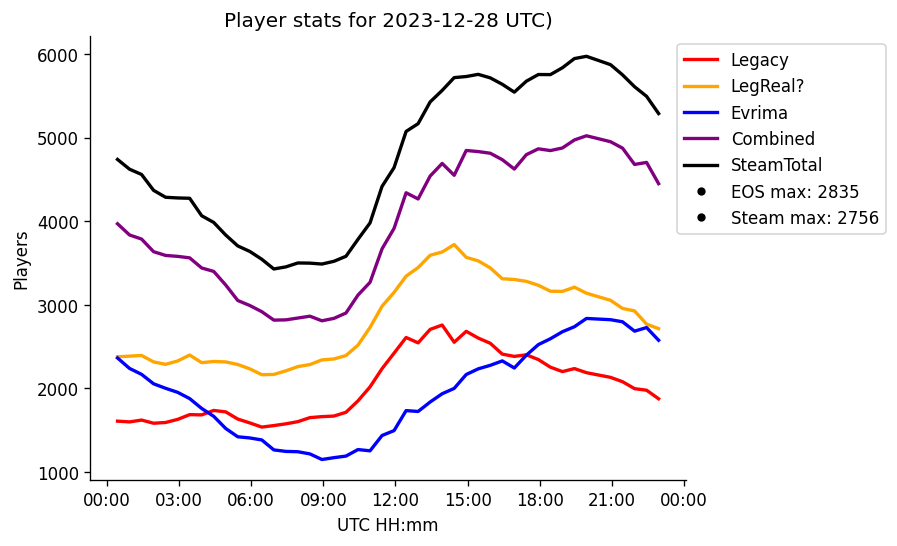 Player stats for 2023-12-28 UTC)
Legacy
LegReal?
Evrima
Combined
SteamTotal
EOS max: 2835
Steam max: 2756
Players
6000
5000
4000
3000
2000
1000
00:00 03:00 06:00 09:00 12:00 15:00 18:00 21:00 00:00
UTC HH:mm